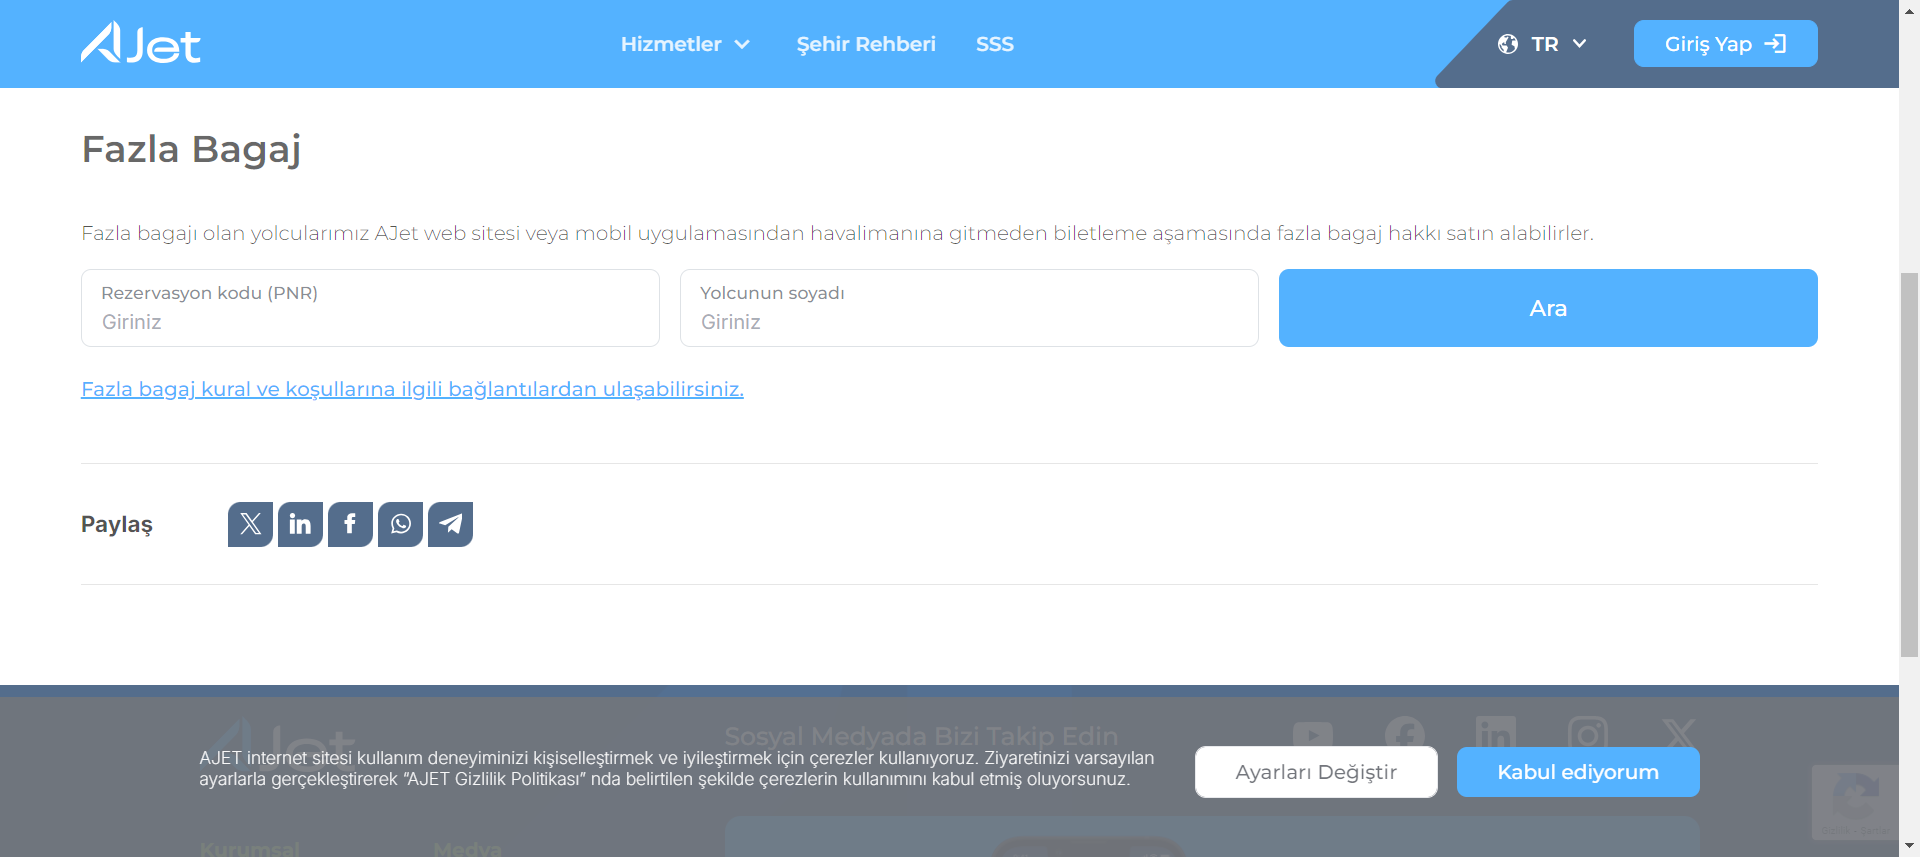 AJet
Hizmetler
Şehir Rehberi
SSS
TR
Giriş Yap
Fazla Bagaj
Fazla bagajı olan yolcularımız AJet web sitesi veya mobil uygulamasından havalimanına gitmeden biletleme aşamasında fazla bagaj hakkı satın alabilirler.
Rezervasyon kodu (PNR)
Giriniz
Yolcunun soyadı
Giriniz
Ara
Fazla bagaj kural ve koşullarına ilgili bağlantılardan ulaşabilirsiniz.
Paylaş
AJet
Sosyal Medyada Bizi Takip Edin
AJET internet sitesi kullanım deneyiminizi kişiselleştirmek ve iyileştirmek için çerezler kullanıyoruz. Ziyaretinizi varsayılan
ayarlarla gerçekleştirerek “AJET Gizlilik Politikası” nda belirtilen şekilde çerezlerin kullanımını kabul etmiş oluyorsunuz.
Ayarları Değiştir
Kabul ediyorum
Kurumsal
Medya